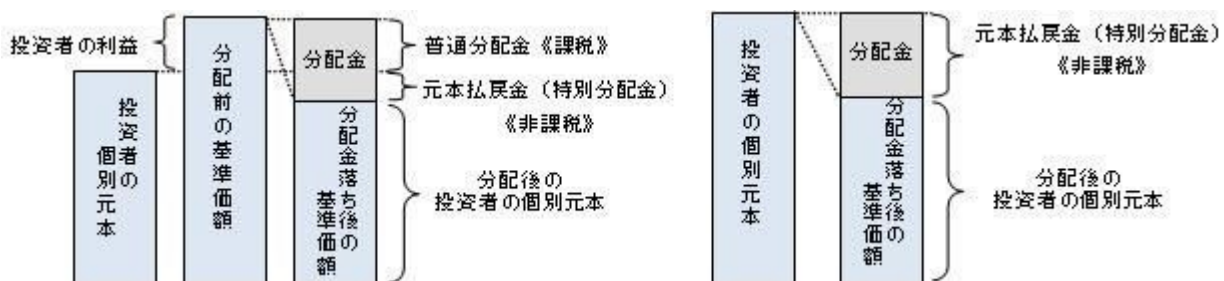 投資者の利益
投資者の
個別元本
分配前の基準価額
分配金
分配金落ち後の
基準価額
普通分配金《課税》
元本払戻金（特別分配金）
《非課税》
分配後の
投資者の個別元本
投資者の個別元本
分配金
分配金落ち後の
基準価額
元本払戻金（特別分配金）
《非課税》
分配後の
投資者の個別元本